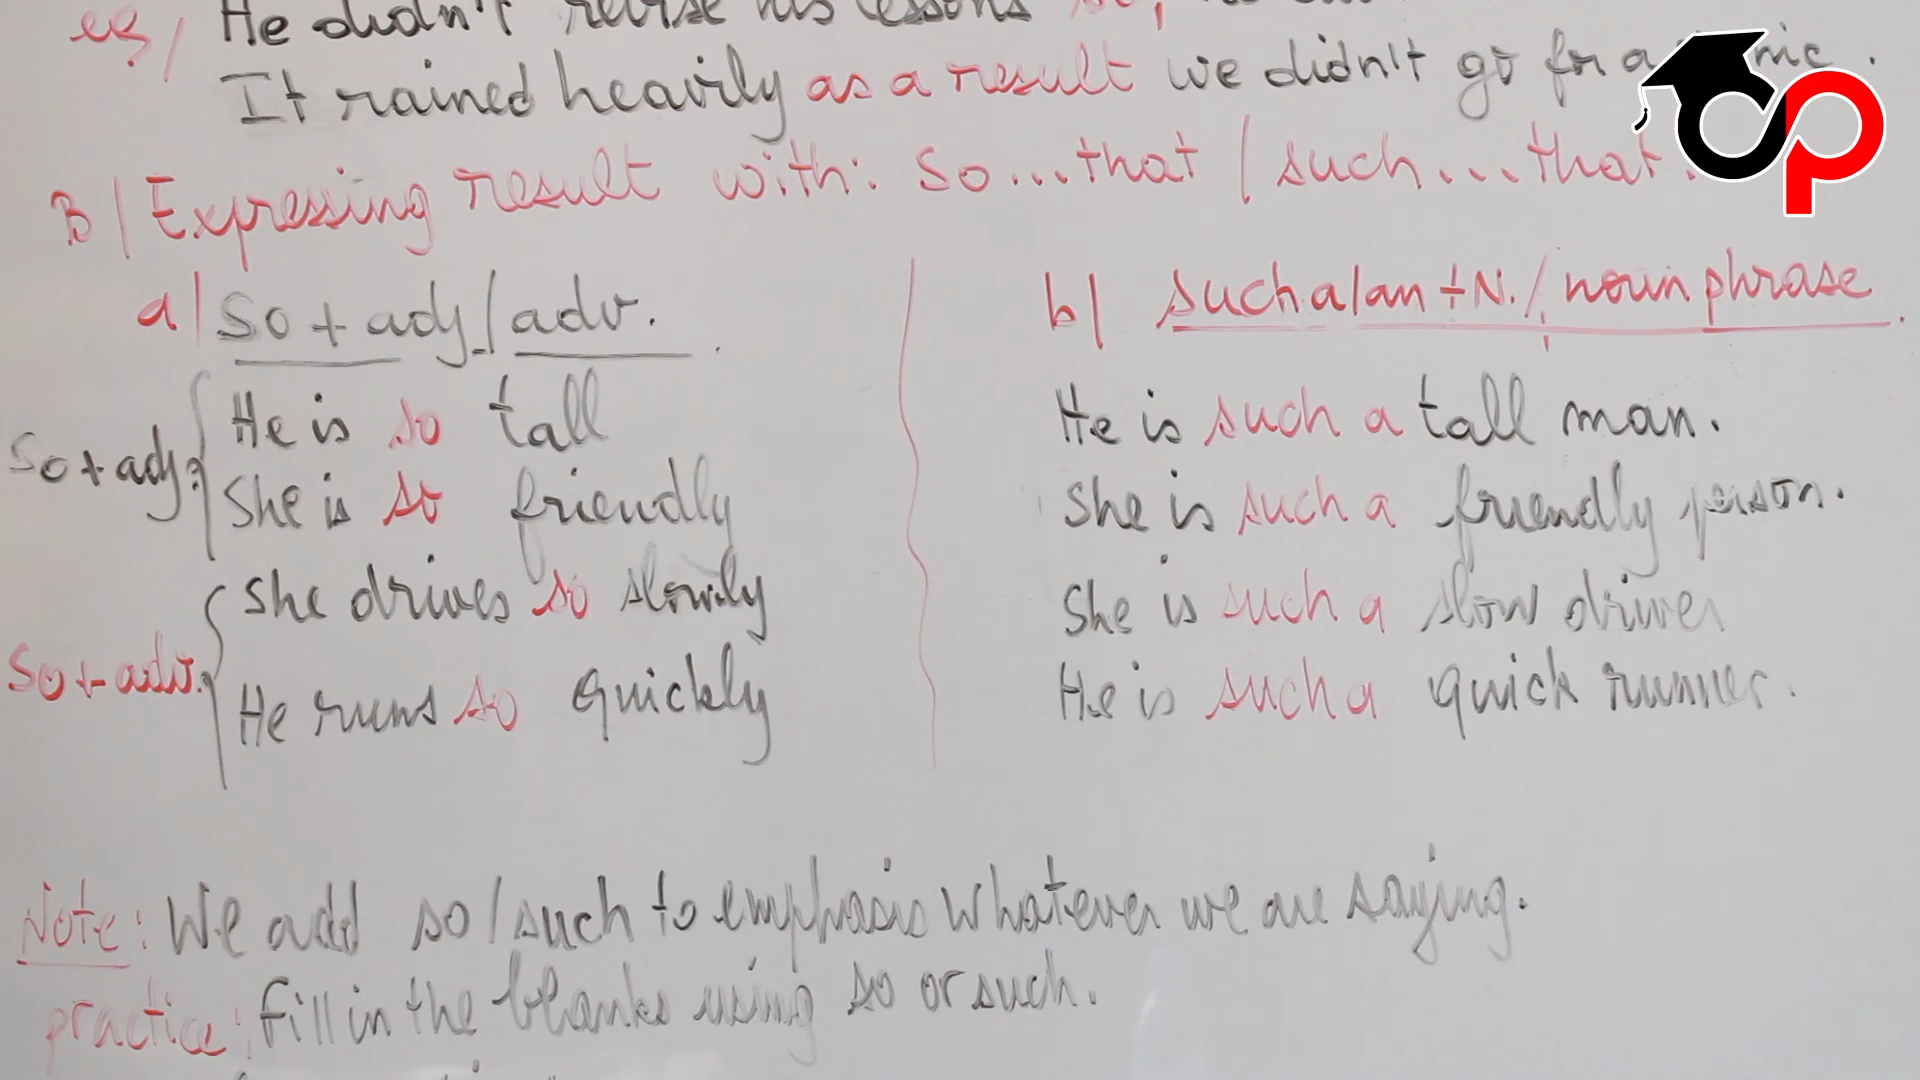 eg/ He didn't revise his lessons so,
It rained heavily as a result we didn't go for a nic.
B/ Expressing result with: So...that / such...that.
a/ So + adj / adv.
So + adj:
He is so tall
She is so friendly
So + adv.
She drives so slowly
He runs so quickly
b/ such a/an + N. / noun phrase.
He is such a tall man.
She is such a friendly person.
She is such a slow driver
He is such a quick runner.
Note: We add so / such to emphasis whatever we are saying.
practice: fill in the blanks using so or such.